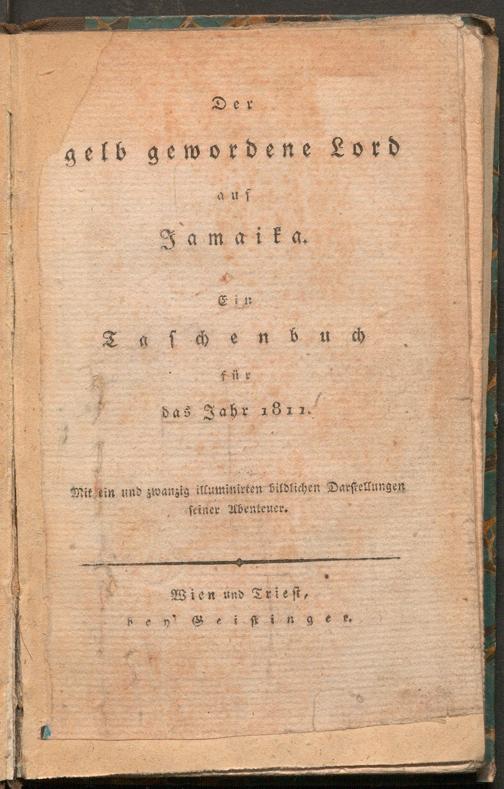 Der
gelb gewordene Lord
aus
Jamaika.
Ein
Taschenbuch
für
das Jahr 1811.
Mit ein und zwanzig illuminirten bildlichen Darstellungen
seiner Abenteuer.
Wien und Triest,
bey Geistinger.